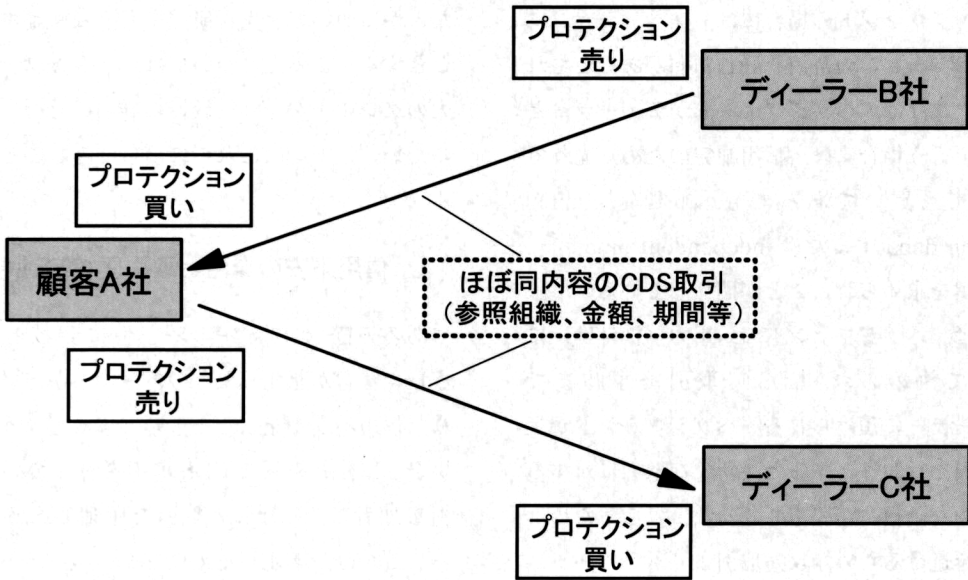 プロテクション
売り
ディーラーB社
プロテクション
買い
顧客A社
ほぼ同内容のCDS取引
(参照組織、金額、期間等)
プロテクション
売り
ディーラーC社
プロテクション
買い